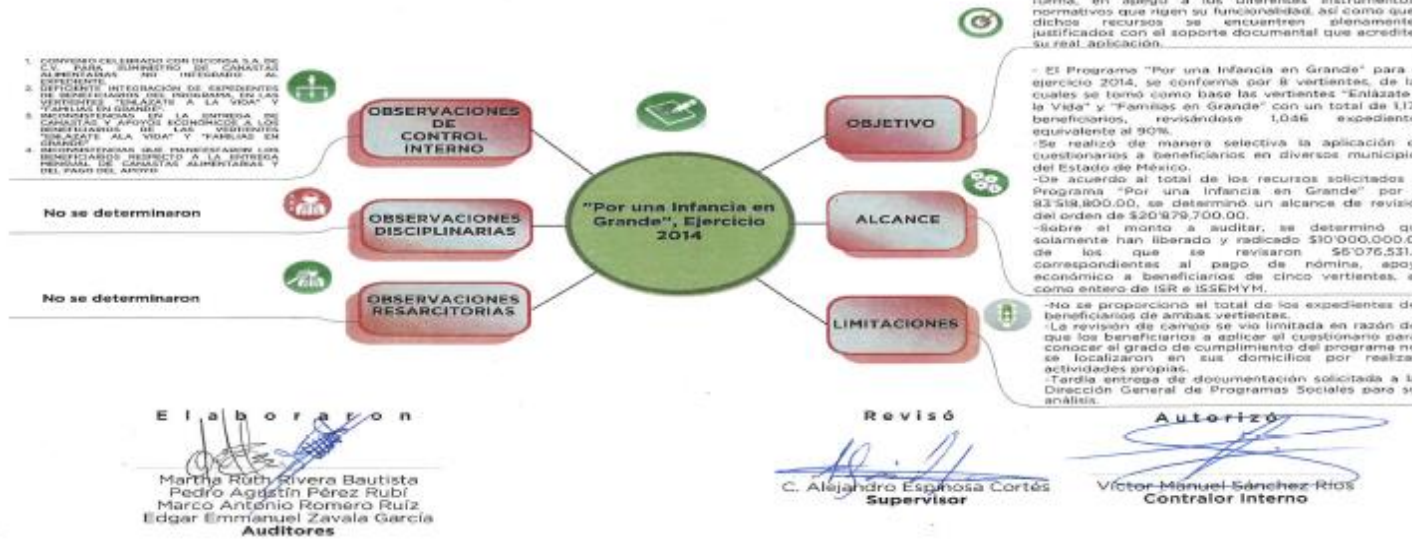 1. CONVENIO CELEBRADO CON DICONSA S.A. DE
C.V. PARA SUMINISTRO DE CANASTAS
ALIMENTARIAS NO INTEGRADO AL
EXPEDIENTE.
2. DEFICIENTE INTEGRACIÓN DE EXPEDIENTES
DE BENEFICIARIOS DEL PROGRAMA, EN LAS
VERTIENTES "ENLÁZATE A LA VIDA" Y
"FAMILIAS EN GRANDE".
3. INCONSISTENCIAS EN LA ENTREGA DE
CANASTAS Y APOYOS ECONÓMICOS A LOS
BENEFICIARIOS DE LAS VERTIENTES
"ENLAZATE ALA VIDA" Y "FAMILIAS EN
GRANDE"
4. INCONSISTENCIAS QUE MANIFESTARON LOS
BENEFICIARIOS RESPECTO A LA ENTREGA
MENSUAL DE CANASTAS ALIMENTARIAS Y
DEL PAGO DEL APOYO
OBSERVACIONES
DE
CONTROL
INTERNO
No se determinaron
OBSERVACIONES
DISCIPLINARIAS
No se determinaron
OBSERVACIONES
RESARCITORIAS
"Por una Infancia en
Grande", Ejercicio
2014
OBJETIVO
forma, en apego a los diferentes instrumentos
normativos que rigen su funcionalidad, así como que
dichos recursos se encuentren plenamente
justificados con el soporte documental que acredite
su real aplicación.
ALCANCE
- El Programa "Por una Infancia en Grande" para
ejercicio 2014, se conforma por 8 vertientes, de la
cuales se tomó como base las vertientes "Enlázate
la Vida" y "Familias en Grande" con un total de 1,17
beneficiarios, revisándose 1,046 expediente
equivalente al 90%.
-Se realizó de manera selectiva la aplicación d
cuestionarios a beneficiarios en diversos municipio
del Estado de México.
-De acuerdo al total de los recursos solicitados
Programa "Por una Infancia en Grande" por
83'518,800.00, se determinó un alcance de revisió
del orden de $20'879,700.00.
-Sobre el monto a auditar, se determinó qu
solamente han liberado y radicado $10'000,000.0
de los que se revisaron $6'076,531.
correspondientes al pago de nómina, apoy
económico a beneficiarios de cinco vertientes, a
como entero de ISR e ISSEMYM.
LIMITACIONES
-No se proporcionó el total de los expedientes de
beneficiarios de ambas vertientes.
-La revisión de campo se vio limitada en razón de
que los beneficiarios a aplicar el cuestionario para
conocer el grado de cumplimiento del programa no
se localizaron en sus domicilios por realiza
actividades propias.
-Tardía entrega de documentación solicitada a la
Dirección General de Programas Sociales para su
análisis.
Elaboraron
Martha Ruth Rivera Bautista
Pedro Agustín Pérez Rubí
Marco Antonio Romero Ruíz
Edgar Emmanuel Zavala García
Auditores
Revisó
C. Alejandro Espinosa Cortés
Supervisor
Autorizó
Víctor Manuel Sánchez Ríos
Contralor Interno